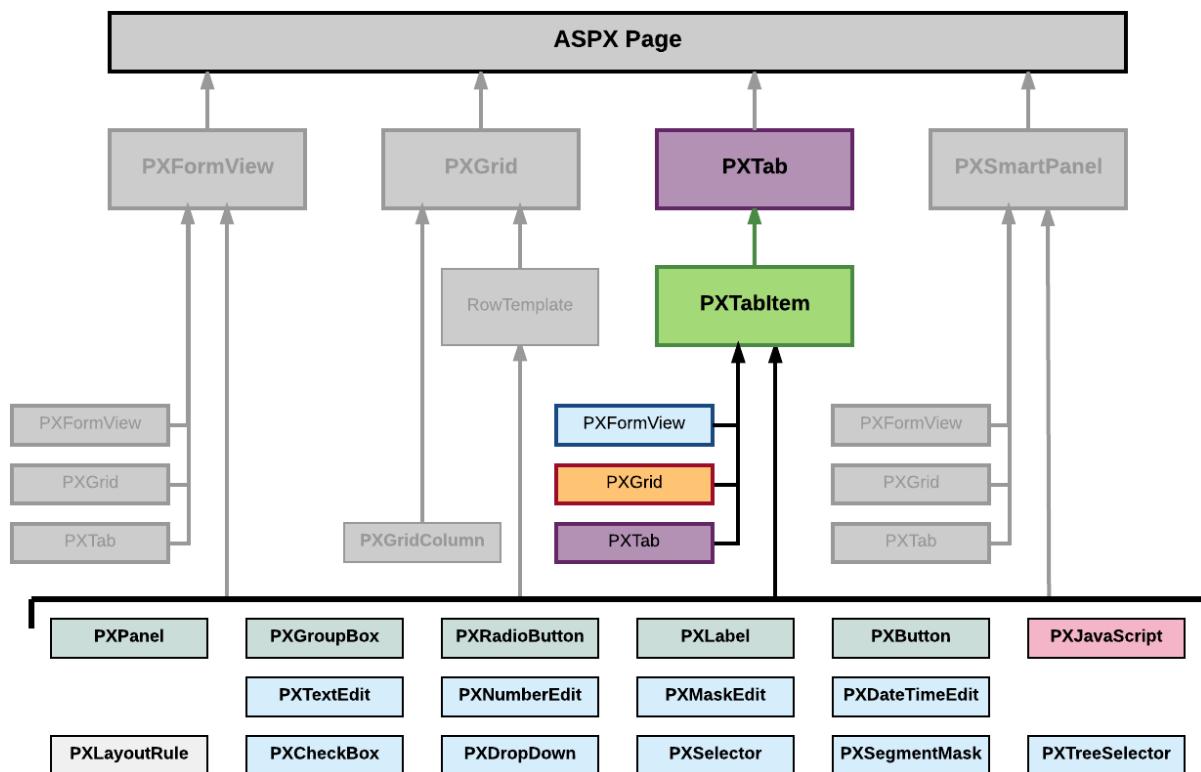 ASPX Page
PXFormView
PXGrid
PXTab
PXSmartPanel
RowTemplate
PXTabItem
PXFormView
PXFormView
PXFormView
PXGrid
PXGrid
PXGrid
PXTab
PXGridColumn
PXTab
PXTab
PXPanel
PXGroupBox
PXRadioButton
PXLabel
PXButton
PXJavaScript
PXTextEdit
PXNumberEdit
PXMaskEdit
PXDateTimeEdit
PXLayoutRule
PXCheckBox
PXDropDown
PXSelector
PXSegmentMask
PXTreeSelector